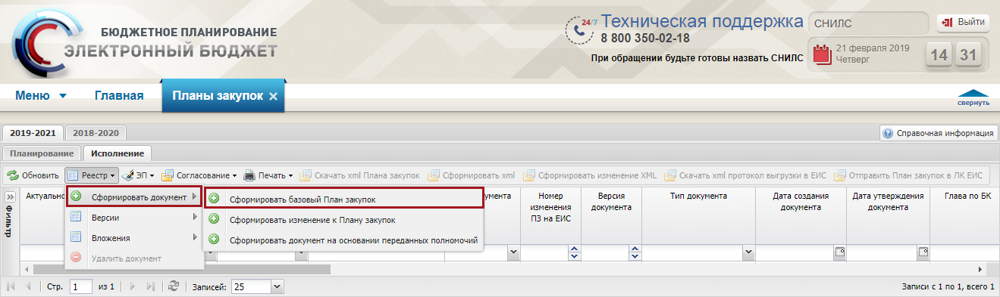 БЮДЖЕТНОЕ ПЛАНИРОВАНИЕ
ЭЛЕКТРОННЫЙ БЮДЖЕТ
24/7 Техническая поддержка
8 800 350-02-18
При обращении будьте готовы назвать СНИЛС
СНИЛС
Выйти
21 февраля 2019
Четверг
14 31
Меню Главная Планы закупок
свернуть
2019-2021 2018-2020 Справочная информация
Планирование Исполнение
Обновить Реестр ЭП Согласование Печать Скачать xml Плана закупок Сформировать xml Сформировать изменение XML Скачать xml протокол выгрузки в ЕИС Отправить План закупок в ЛК ЕИС
Фильтр
Номер изменения ПЗ на ЕИС
Версия документа
Тип документа
Дата создания документа
Дата утверждения документа
Глава по БК
Сформировать документ
Версии
Вложения
Удалить документ
Сформировать базовый План закупок
Сформировать изменение к Плану закупок
Сформировать документ на основании переданных полномочий
Стр. 1 из 1 Записей: 25 Записи с 1 по 1, всего 1